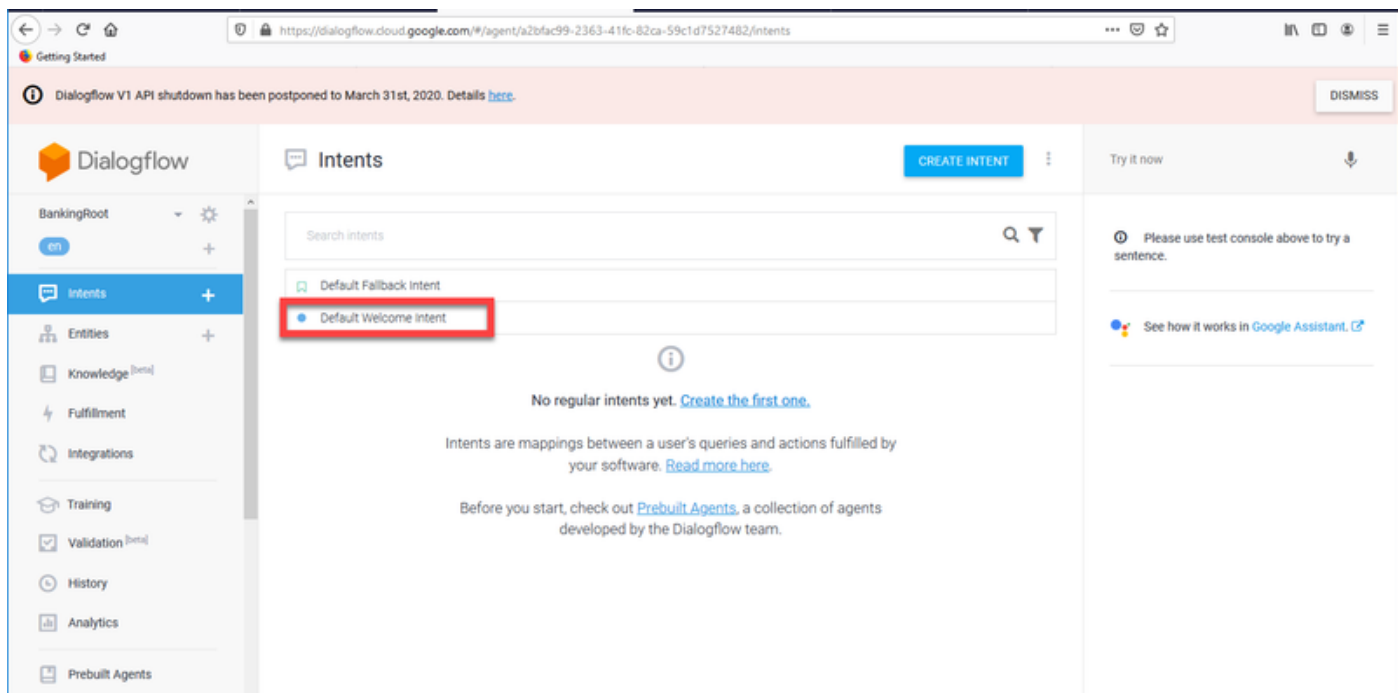 https://dialogflow.cloud.google.com/#/agent/a2bfac99-2363-41fc-82ca-59c1d7527482/intents
Getting Started
Dialogflow V1 API shutdown has been postponed to March 31st, 2020. Details here.
DISMISS
Dialogflow
Intents
CREATE INTENT
Try it now
BankingRoot
en
Search intents
Please use test console above to try a
sentence.
Intents
Default Fallback Intent
Default Welcome Intent
See how it works in Google Assistant.
Entities
Knowledge [beta]
No regular intents yet. Create the first one.
Fulfillment
Intents are mappings between a user's queries and actions fulfilled by
your software. Read more here.
Integrations
Before you start, check out Prebuilt Agents, a collection of agents
developed by the Dialogflow team.
Training
Validation [beta]
History
Analytics
Prebuilt Agents